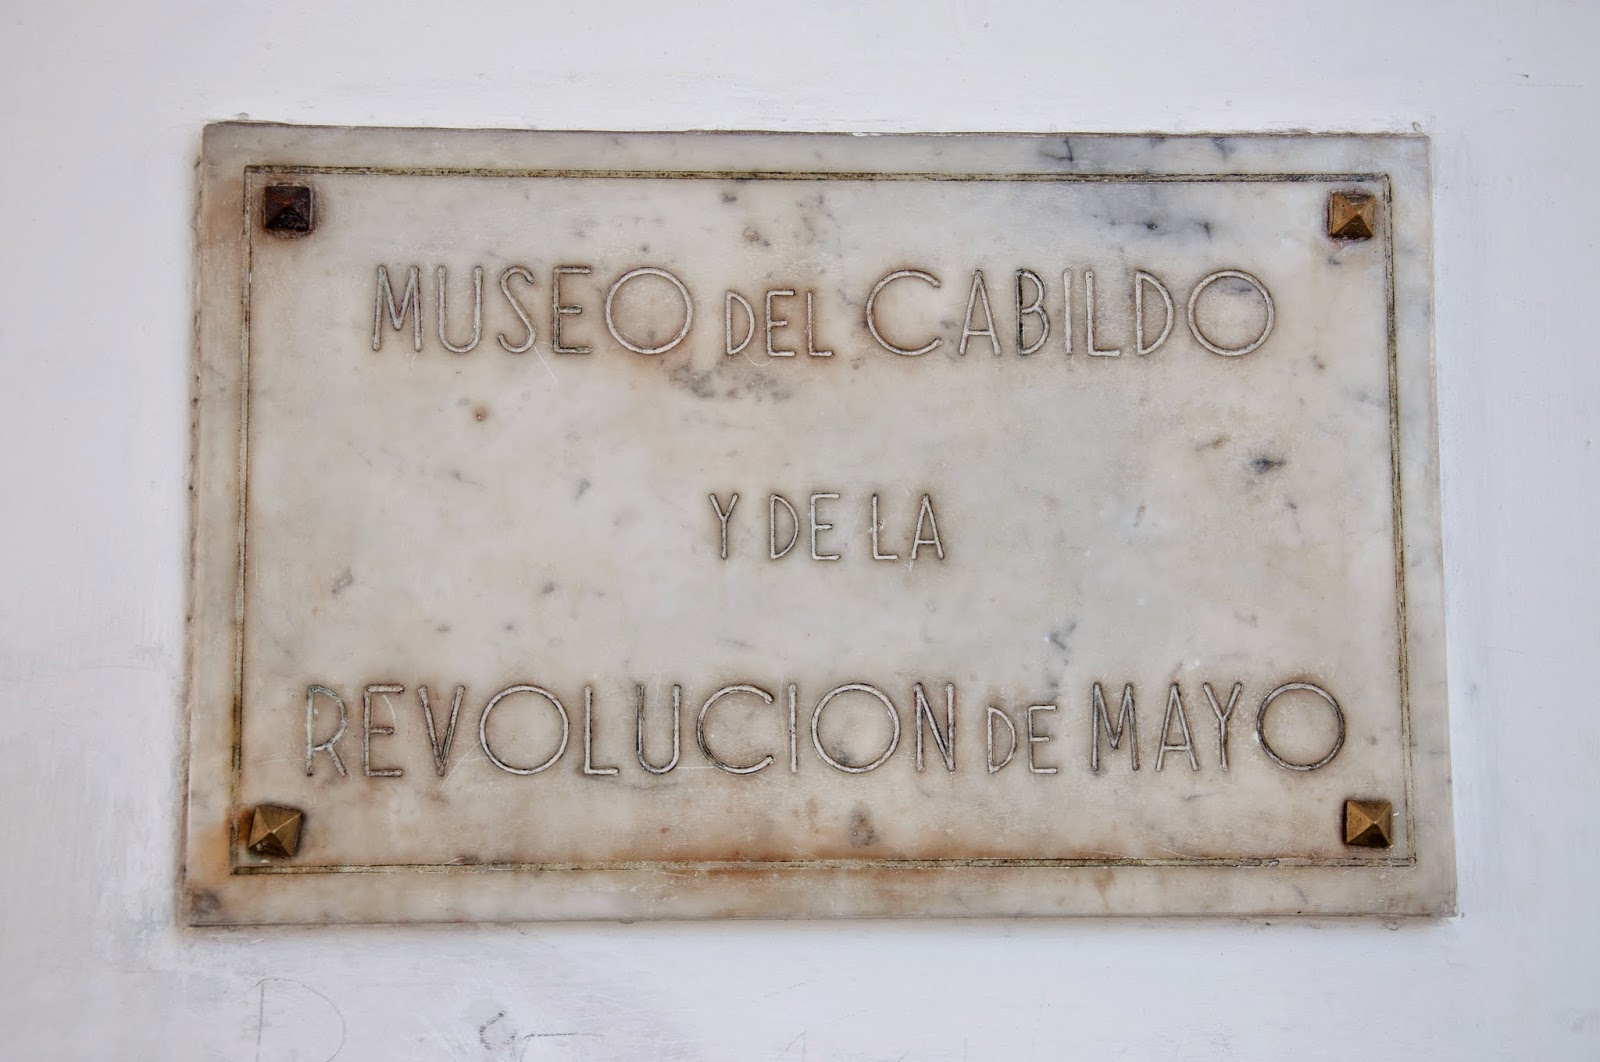 MUSEO DEL CABILDO
Y DE LA
REVOLUCION DE MAYO